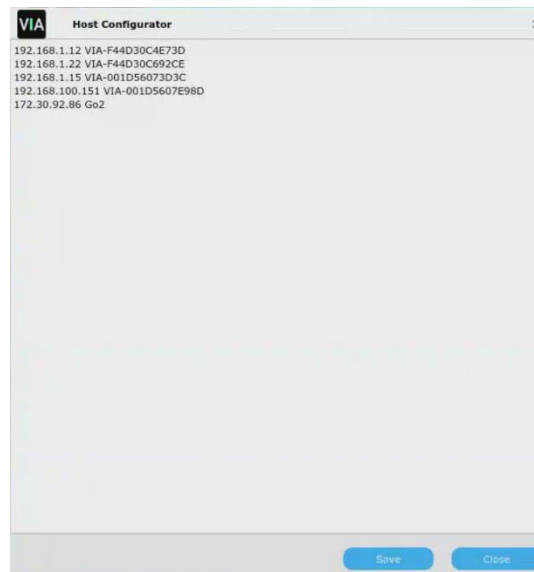 VIA Host Configurator
192.168.1.12 VIA-F44D30C4E73D
192.168.1.22 VIA-F44D30C692CE
192.168.1.15 VIA-001D56073D3C
192.168.100.151 VIA-001D5607E98D
172.30.92.86 Go2
Save Close